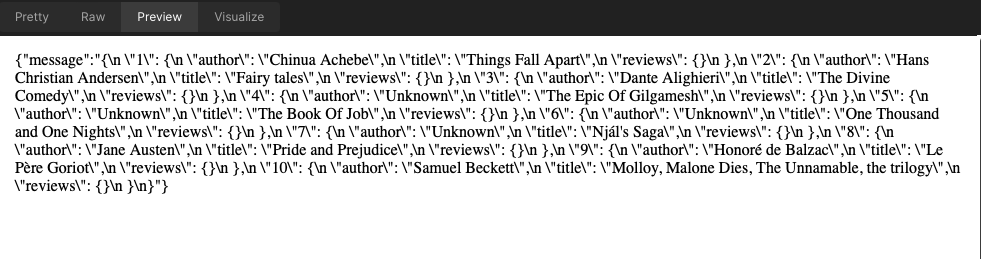 Pretty Raw Preview Visualize
{"message":"{\n \"1\": {\n \"author\": \"Chinua Achebe\",\n \"title\": \"Things Fall Apart\",\n \"reviews\": {}\n },\n \"2\": {\n \"author\": \"Hans
Christian Andersen\",\n \"title\": \"Fairy tales\",\n \"reviews\": {}\n },\n \"3\": {\n \"author\": \"Dante Alighieri\",\n \"title\": \"The Divine
Comedy\",\n \"reviews\": {}\n },\n \"4\": {\n \"author\": \"Unknown\",\n \"title\": \"The Epic Of Gilgamesh\",\n \"reviews\": {}\n },\n \"5\": {\n
\"author\": \"Unknown\",\n \"title\": \"The Book Of Job\",\n \"reviews\": {}\n },\n \"6\": {\n \"author\": \"Unknown\",\n \"title\": \"One Thousand
and One Nights\",\n \"reviews\": {}\n },\n \"7\": {\n \"author\": \"Unknown\",\n \"title\": \"Njál's Saga\",\n \"reviews\": {}\n },\n \"8\": {\n
\"author\": \"Jane Austen\",\n \"title\": \"Pride and Prejudice\",\n \"reviews\": {}\n },\n \"9\": {\n \"author\": \"Honoré de Balzac\",\n \"title\": \"Le
Père Goriot\",\n \"reviews\": {}\n },\n \"10\": {\n \"author\": \"Samuel Beckett\",\n \"title\": \"Molloy, Malone Dies, The Unnamable, the trilogy\",\n
\"reviews\": {}\n }\n}"}